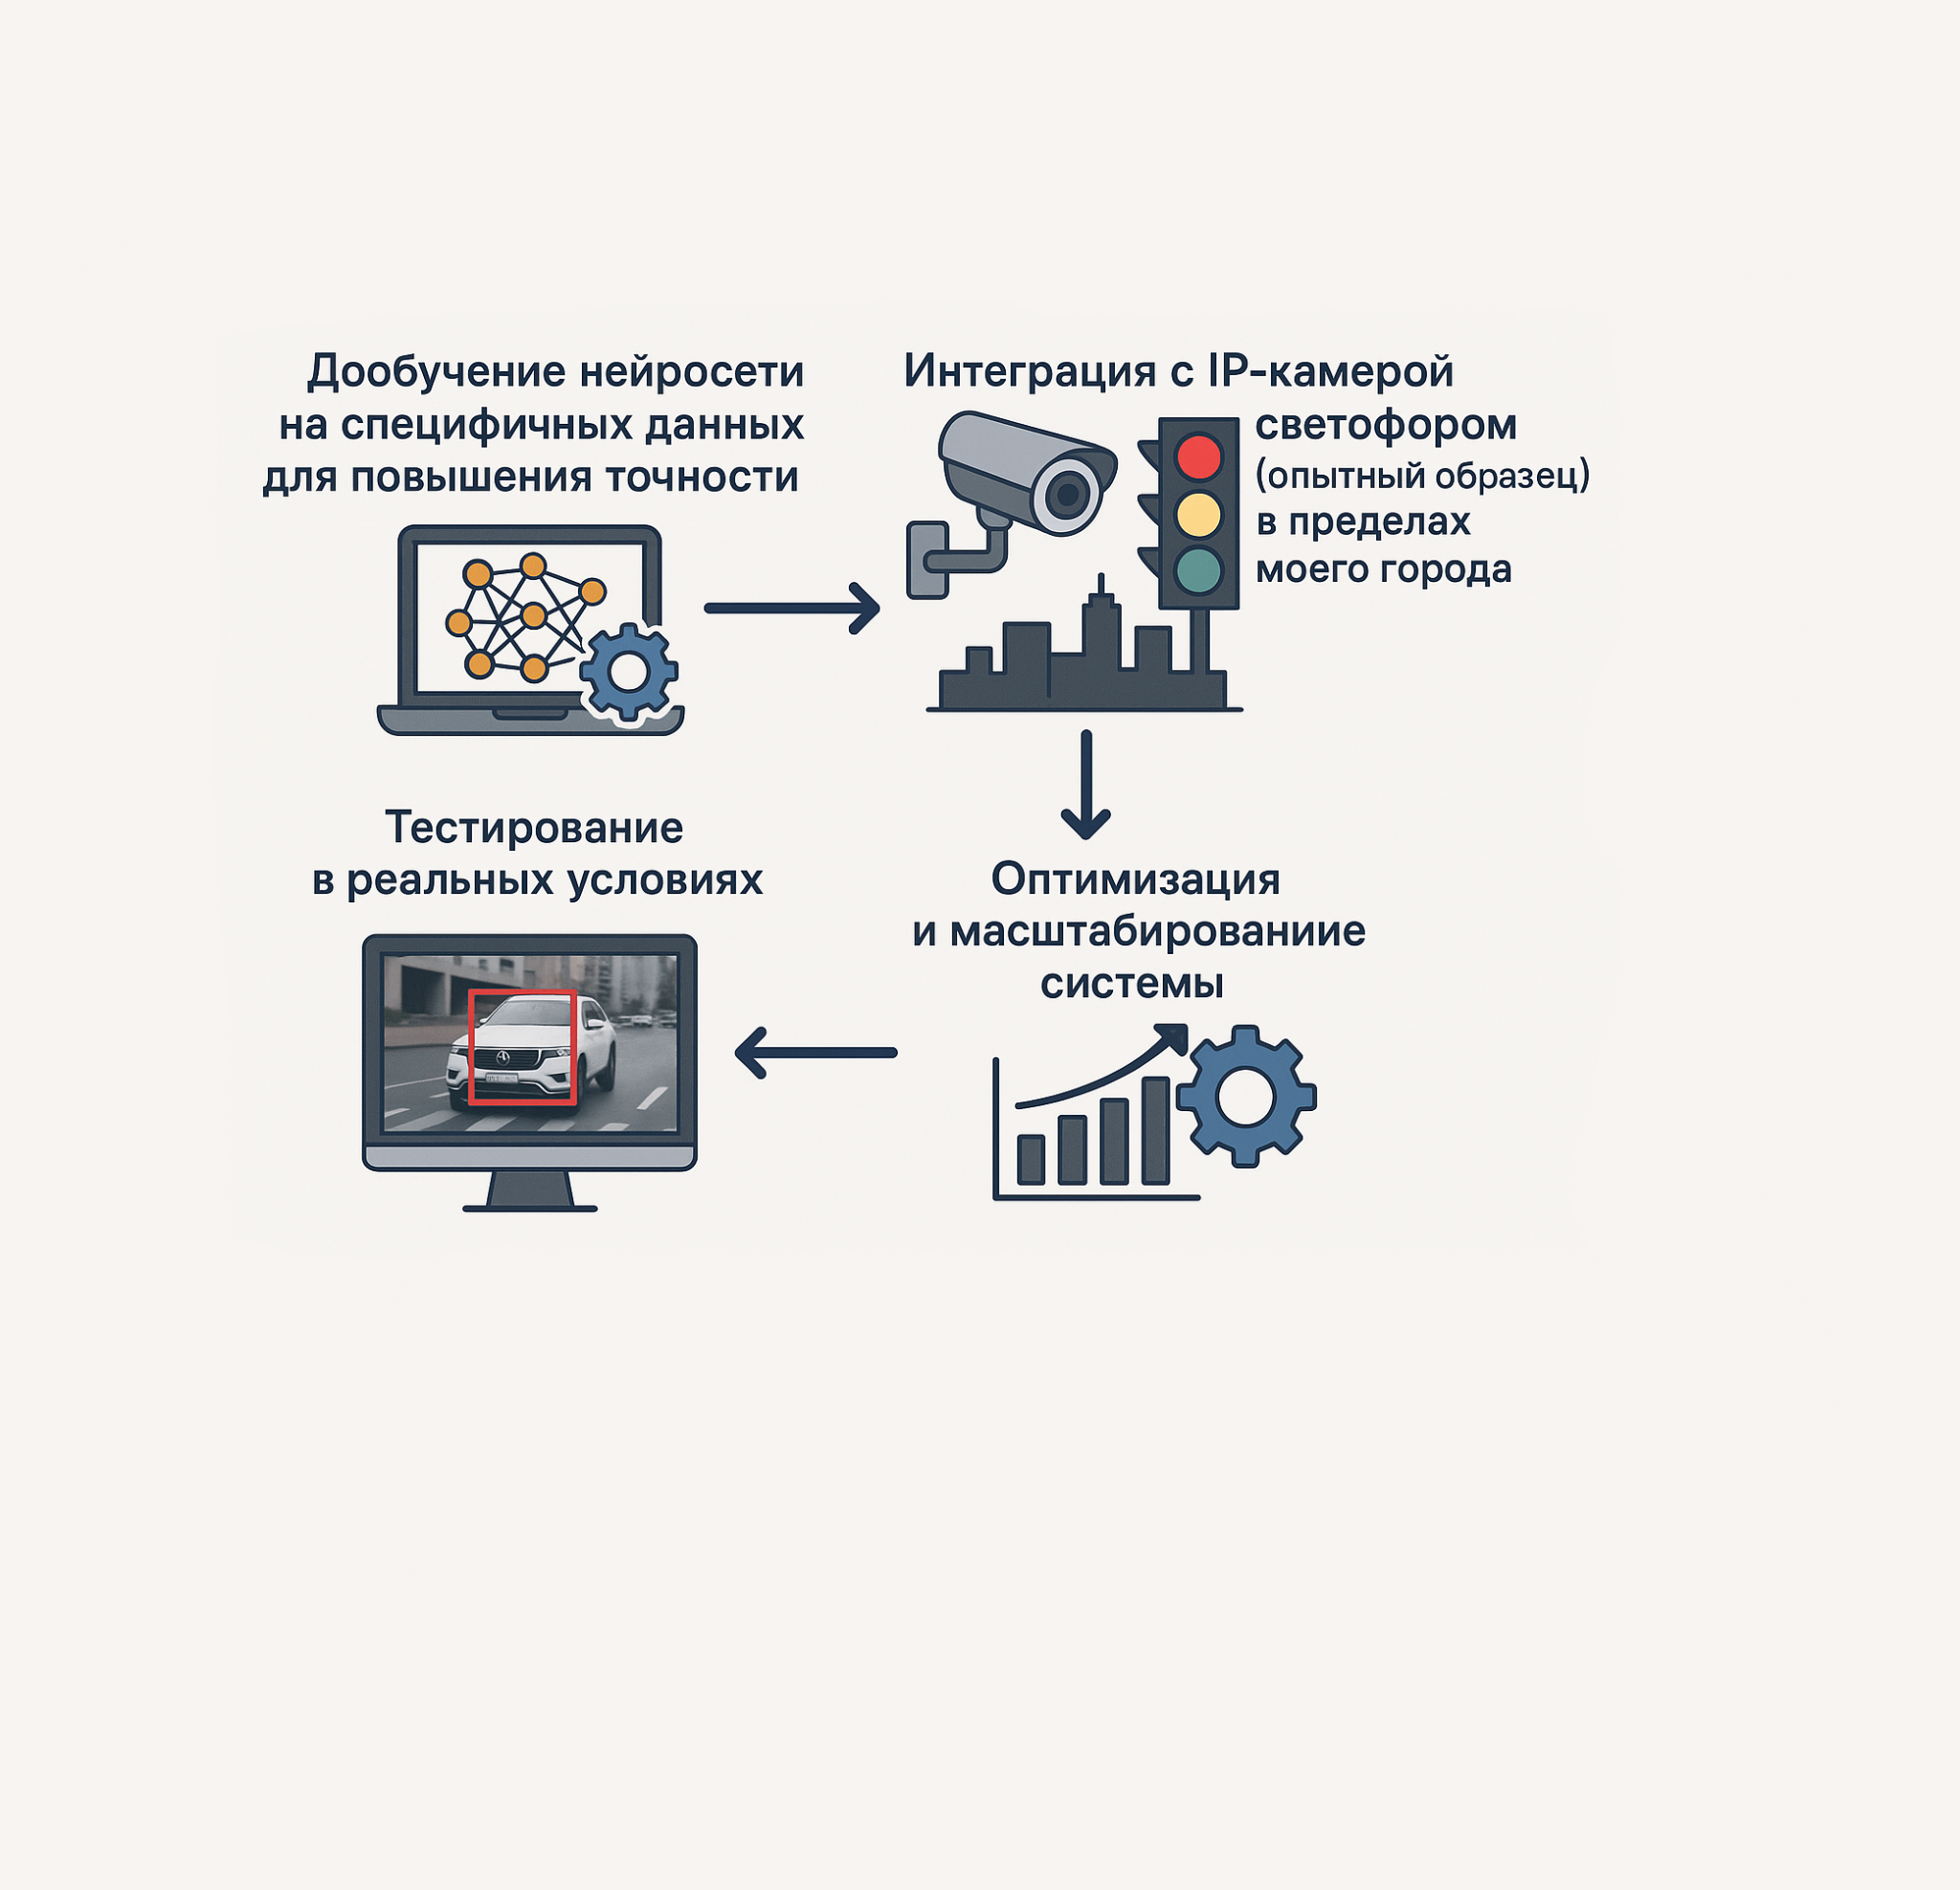 Дообучение нейросети
на специфичных данных
для повышения точности
Интеграция с IP-камерой
светофором
(опытный образец)
в пределах
моего города
Оптимизация
и масштабированиие
системы
Тестирование
в реальных условиях